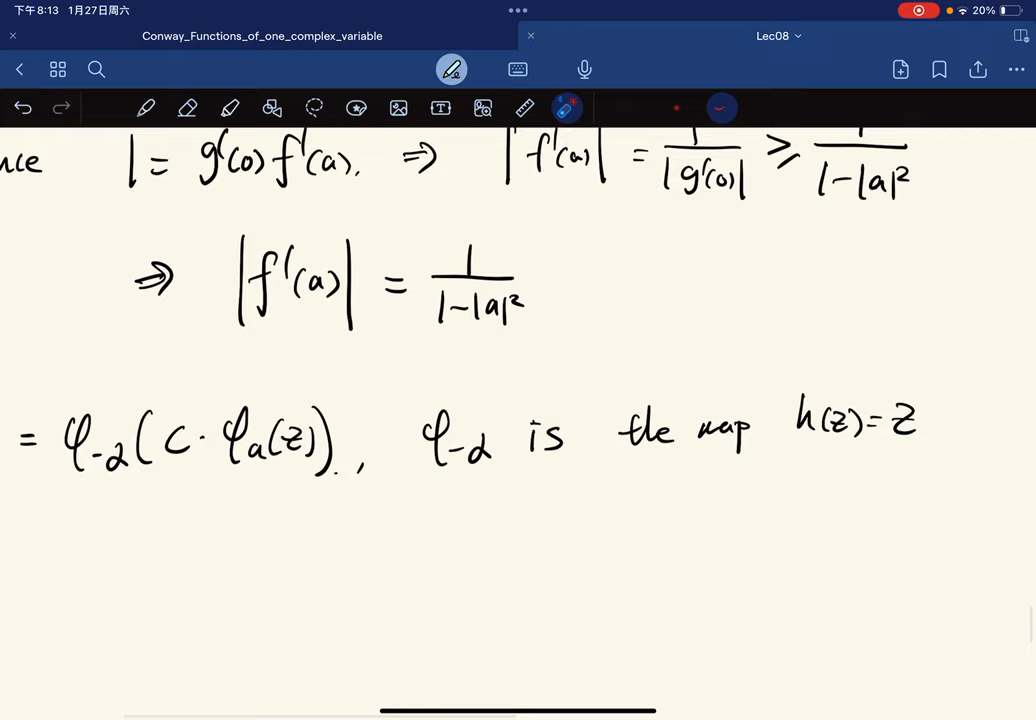 下午8:13 1月27日周六
20%
Conway_Functions_of_one_complex_variable
Lec08
nce 1 = g'(0) f'(a). ⇒ |f'(a)| = 1/|g'(0)| ≥ 1/(1-|a|²)
⇒ |f'(a)| = 1/(1-|a|²)
= φ_{-α}(c·φ_a(z))., φ_{-α} is the map h(z)=z